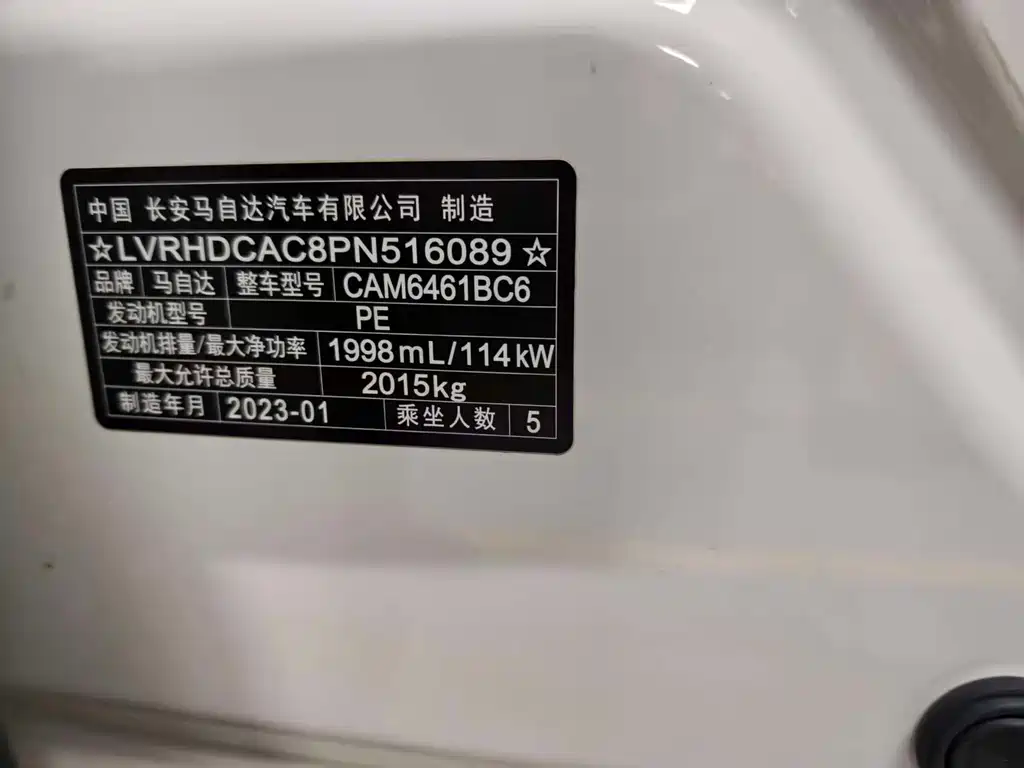 中国 长安马自达汽车有限公司 制造
☆LVRHDCAC8PN516089☆
品牌 马自达 整车型号 CAM6461BC6
发动机型号 PE
发动机排量/最大净功率 1998mL/114kW
最大允许总质量 2015kg
制造年月 2023-01 乘坐人数 5